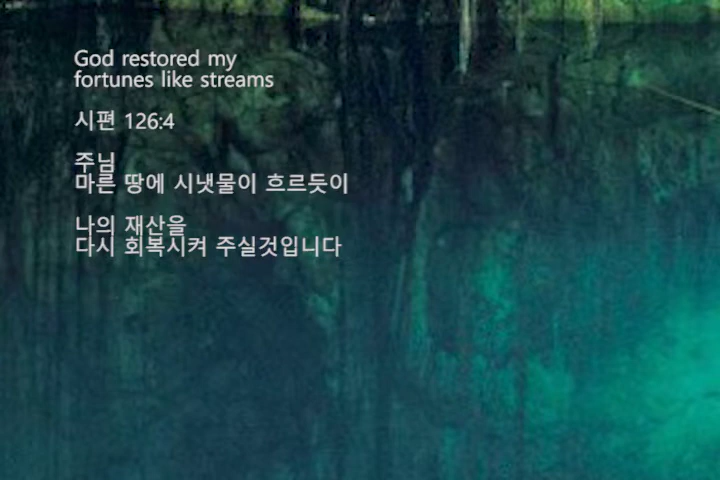 God restored my
fortunes like streams
시편 126:4
주님
마른 땅에 시냇물이 흐르듯이
나의 재산을
다시 회복시켜 주실것입니다